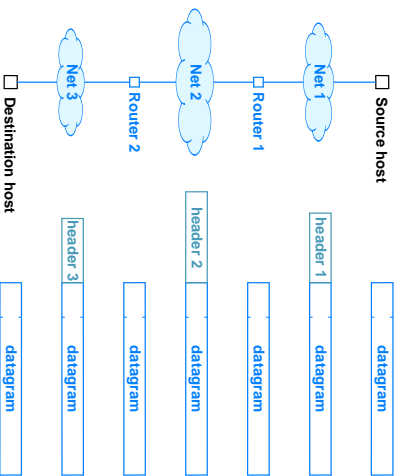 Source host
datagram
Net 1
header 1
datagram
Router 1
datagram
Net 2
header 2
datagram
Router 2
datagram
Net 3
header 3
datagram
Destination host
datagram